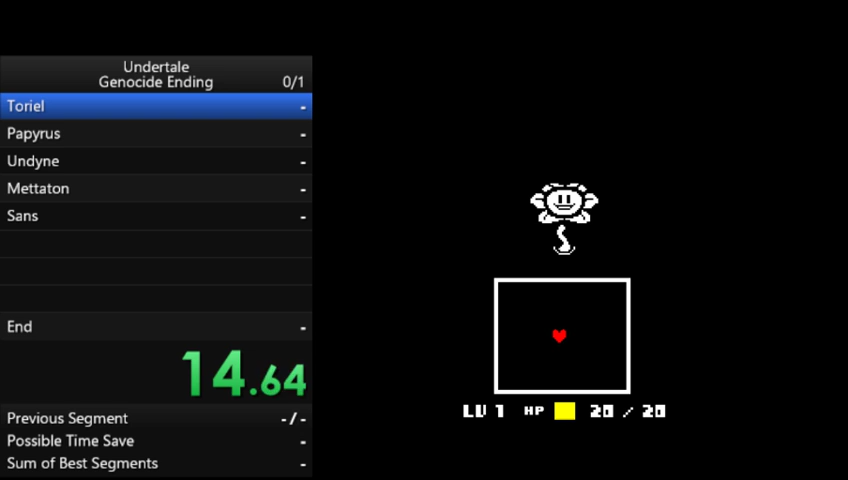 Undertale
Genocide Ending 0/1
Toriel -
Papyrus -
Undyne -
Mettaton -
Sans -
End -
14.64
Previous Segment -/-
Possible Time Save -
Sum of Best Segments -
LV 1 HP 20 / 20